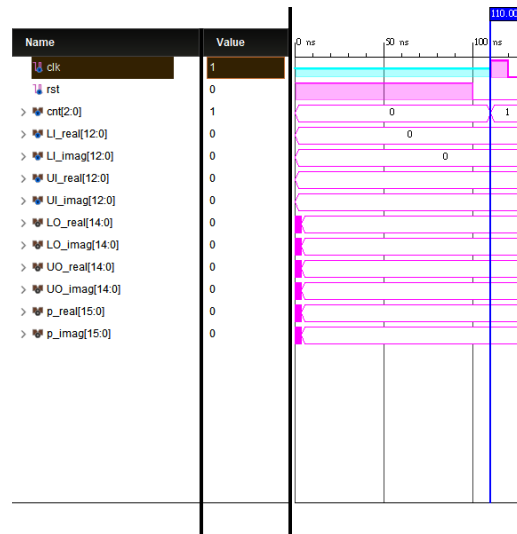 110.00
Name Value 0 ns 50 ns 100 ns
clk 1
rst 0
cnt[2:0] 1 0 1
LI_real[12:0] 0 0
LI_imag[12:0] 0 0
UI_real[12:0] 0
UI_imag[12:0] 0
LO_real[14:0] 0
LO_imag[14:0] 0
UO_real[14:0] 0
UO_imag[14:0] 0
p_real[15:0] 0
p_imag[15:0] 0